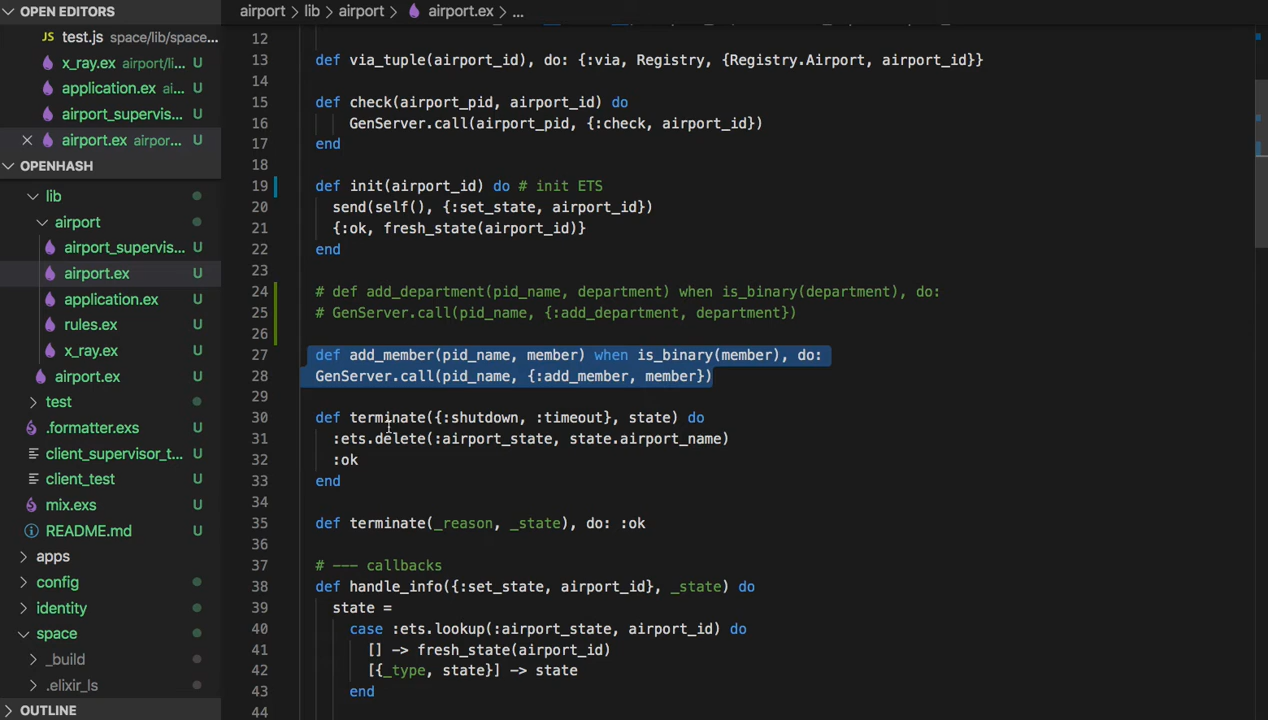 OPEN EDITORS
test.js space/lib/space...
x_ray.ex airport/li... U
application.ex ai... U
airport_supervis... U
airport.ex airpor... U
OPENHASH
lib
airport
airport_supervis... U
airport.ex U
application.ex U
rules.ex U
x_ray.ex U
airport.ex U
test
.formatter.exs U
client_supervisor_t... U
client_test U
mix.exs U
README.md U
apps
config
identity
space
_build
.elixir_ls
OUTLINE
airport > lib > airport > airport.ex > ...
12
13 def via_tuple(airport_id), do: {:via, Registry, {Registry.Airport, airport_id}}
14
15 def check(airport_pid, airport_id) do
16 GenServer.call(airport_pid, {:check, airport_id})
17 end
18
19 def init(airport_id) do # init ETS
20 send(self(), {:set_state, airport_id})
21 {:ok, fresh_state(airport_id)}
22 end
23
24 # def add_department(pid_name, department) when is_binary(department), do:
25 # GenServer.call(pid_name, {:add_department, department})
26
27 def add_member(pid_name, member) when is_binary(member), do:
28 GenServer.call(pid_name, {:add_member, member})
29
30 def terminate({:shutdown, :timeout}, state) do
31 :ets.delete(:airport_state, state.airport_name)
32 :ok
33 end
34
35 def terminate(_reason, _state), do: :ok
36
37 # --- callbacks
38 def handle_info({:set_state, airport_id}, _state) do
39 state =
40 case :ets.lookup(:airport_state, airport_id) do
41 [] -> fresh_state(airport_id)
42 [{_type, state}] -> state
43 end
44